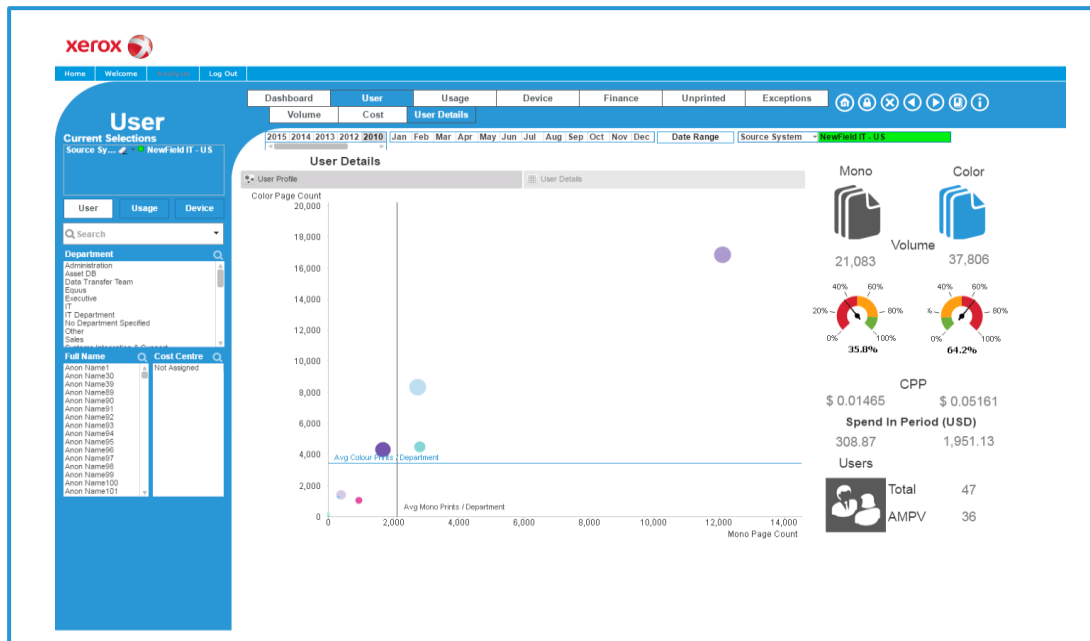 xerox
Home Welcome Analysis Log Out
Dashboard User Usage Device Finance Unprinted Exceptions
Volume Cost User Details
User
Current Selections
Source Sy... NewField IT - US
2015 2014 2013 2012 2010 Jan Feb Mar Apr May Jun Jul Aug Sep Oct Nov Dec Date Range Source System NewField IT - US
User Details
User Profile User Details
User Usage Device
Search
Department
Administration
Asset DB
Data Transfer Team
Equus
Executive
IT
IT Department
No Department Specified
Other
Sales
Systems Integration & Support
Full Name Cost Centre
Anon Name1 Not Assigned
Anon Name30
Anon Name39
Anon Name89
Anon Name90
Anon Name91
Anon Name92
Anon Name93
Anon Name94
Anon Name95
Anon Name96
Anon Name97
Anon Name98
Anon Name99
Anon Name100
Anon Name101
Color Page Count
20,000
18,000
16,000
14,000
12,000
10,000
8,000
6,000
4,000
2,000
0
Avg Colour Prints / Department
Avg Mono Prints / Department
0 2,000 4,000 6,000 8,000 10,000 12,000 14,000
Mono Page Count
Mono Color
Volume
21,083 37,806
40% 60% 40% 60%
20% 80% % 80%
0% 100% 0% 100%
35.8% 64.2%
CPP
$ 0.01465 $ 0.05161
Spend In Period (USD)
308.87 1,951.13
Users
Total 47
AMPV 36